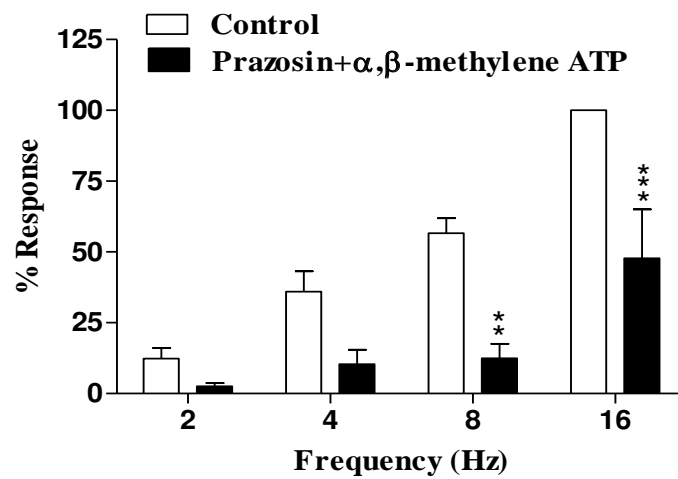 Control
Prazosin+α,β-methylene ATP
125
100
75
50
25
0
% Response
**
***
2 4 8 16
Frequency (Hz)